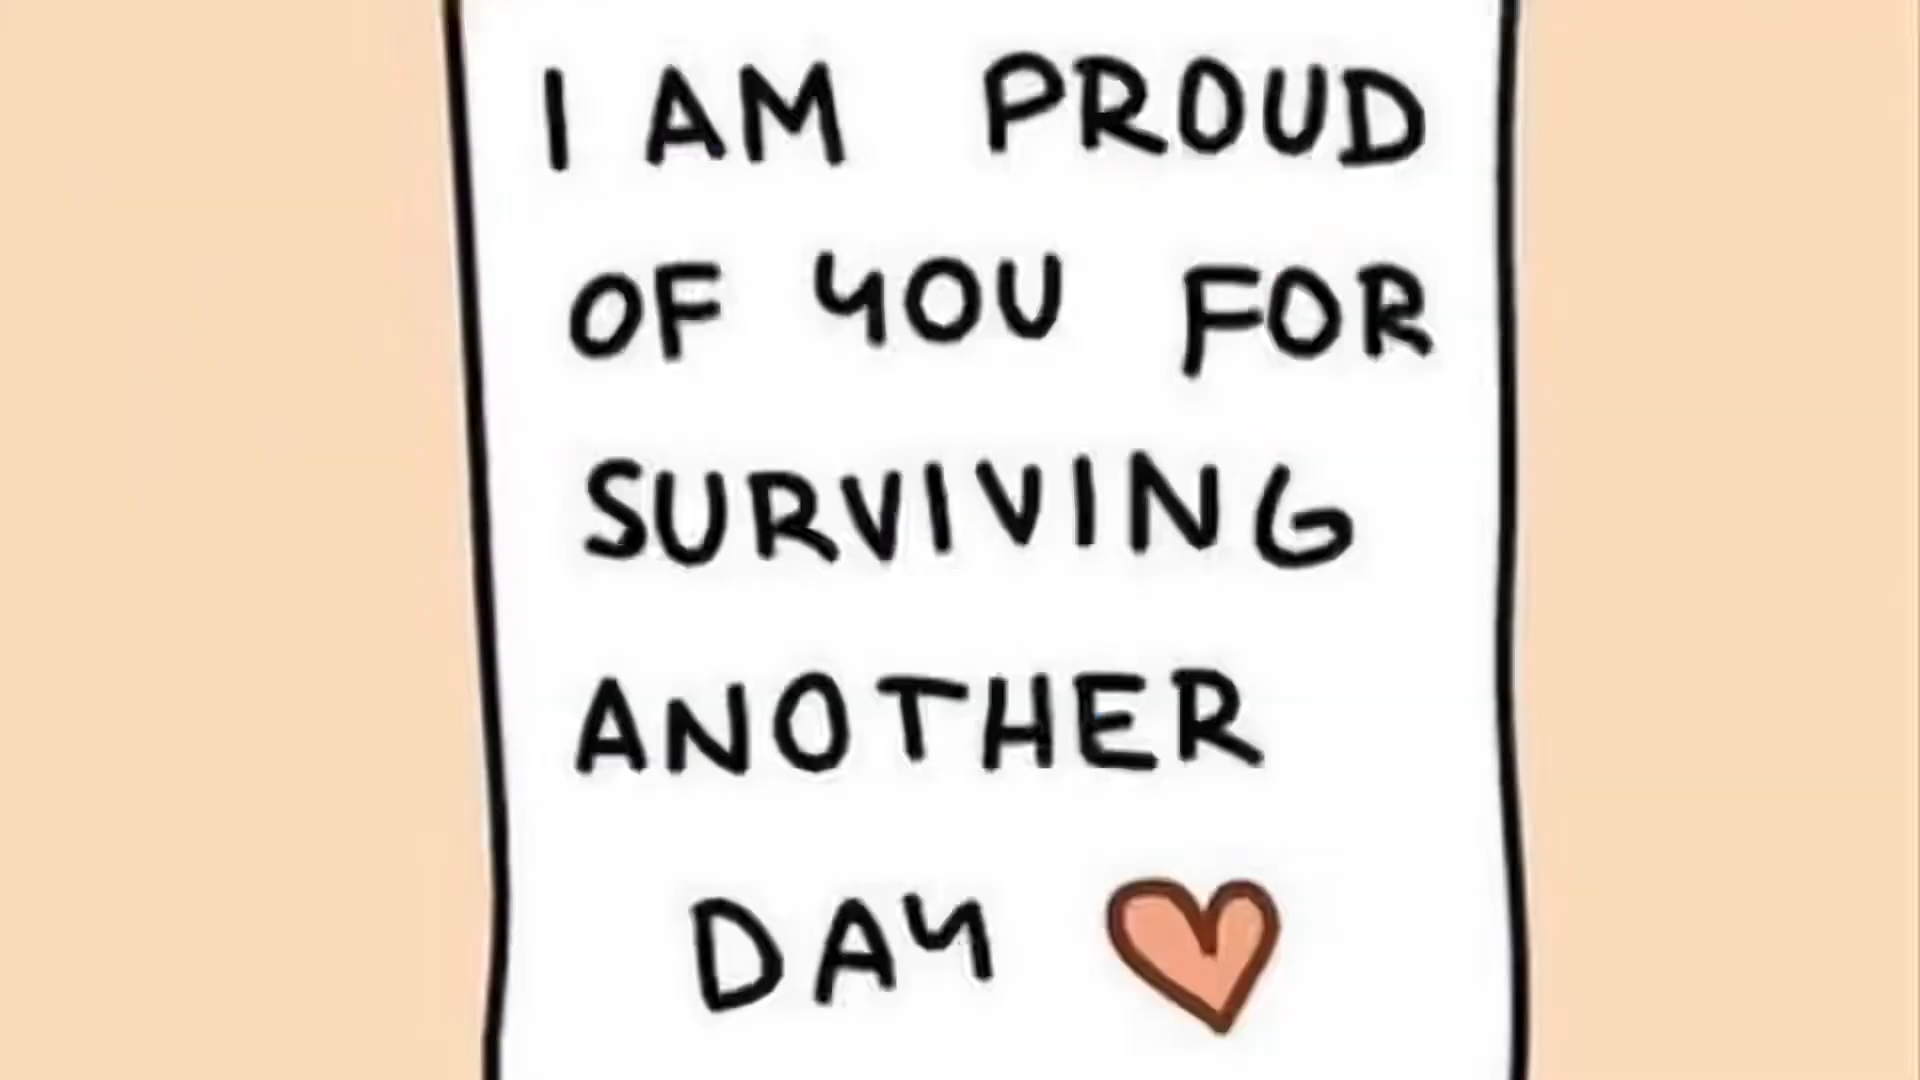 I AM PROUD
OF YOU FOR
SURVIVING
ANOTHER
DAY